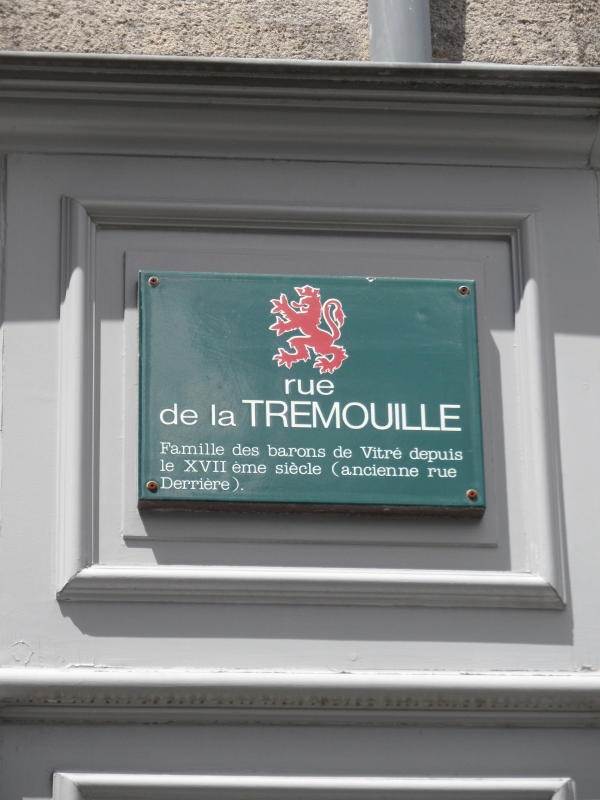 rue
de la TREMOUILLE
Famille des barons de Vitré depuis
le XVII ème siècle (ancienne rue
Derrière).